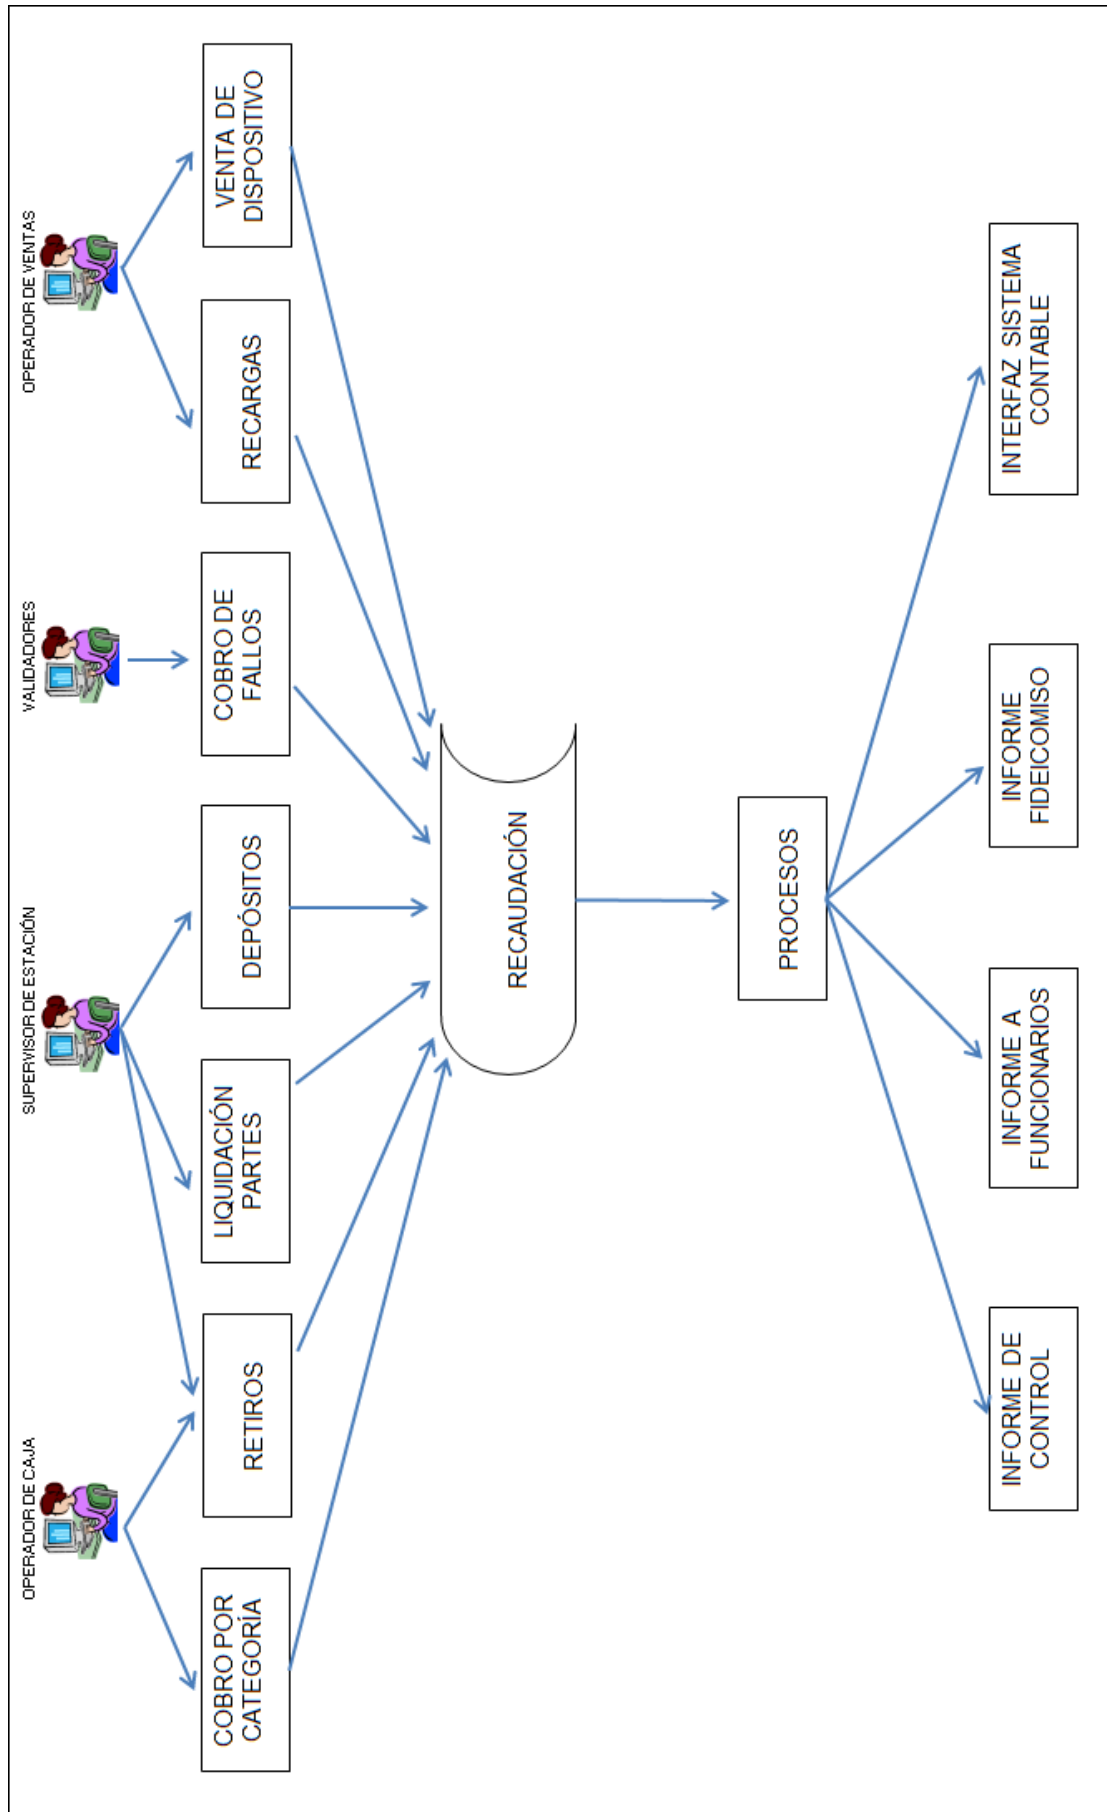 OPERADOR DE CAJA
SUPERVISOR DE ESTACIÓN
VALIDADORES
OPERADOR DE VENTAS
COBRO POR
CATEGORÍA
RETIROS
LIQUIDACIÓN
PARTES
DEPÓSITOS
COBRO DE
FALLOS
RECARGAS
VENTA DE
DISPOSITIVO
RECAUDACIÓN
PROCESOS
INFORME DE
CONTROL
INFORME A
FUNCIONARIOS
INFORME
FIDEICOMISO
INTERFAZ SISTEMA
CONTABLE